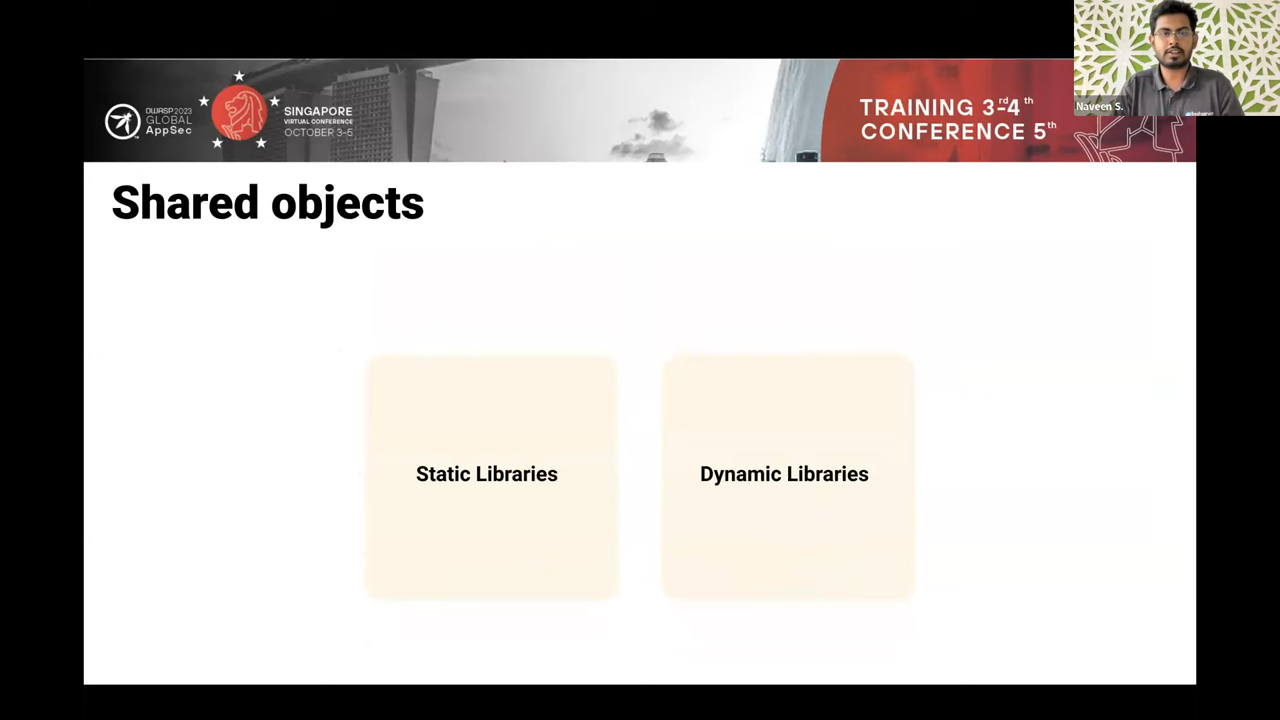 OWASP 2023
GLOBAL
AppSec
SINGAPORE
VIRTUAL CONFERENCE
OCTOBER 3-5
TRAINING 3rd-4th
CONFERENCE 5th
Naveen S.
Shared objects
Static Libraries
Dynamic Libraries